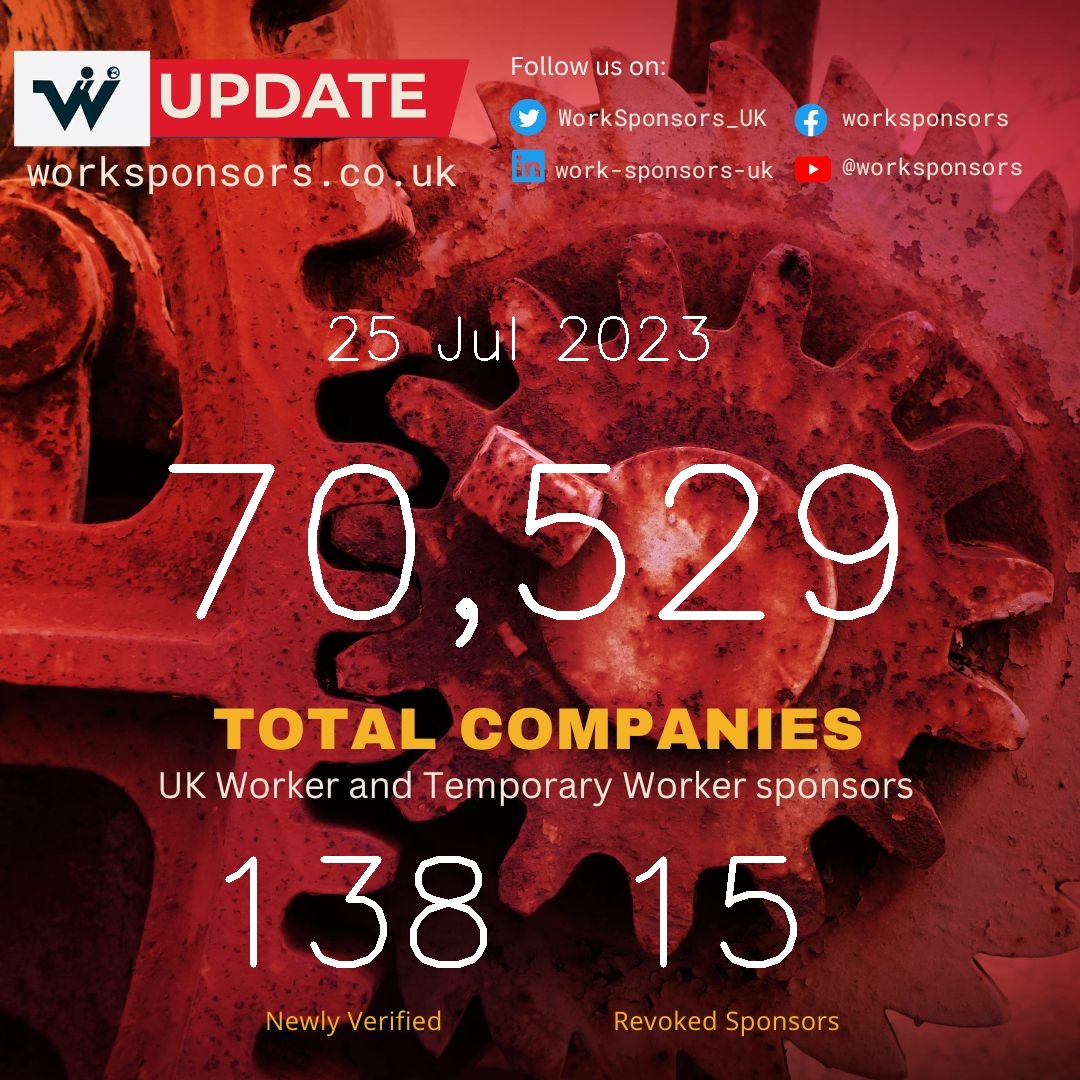 W UPDATE
worksponsors.co.uk
Follow us on:
WorkSponsors_UK
worksponsors
work-sponsors-uk
@worksponsors
25 Jul 2023
70,529
TOTAL COMPANIES
UK Worker and Temporary Worker sponsors
138 15
Newly Verified Revoked Sponsors